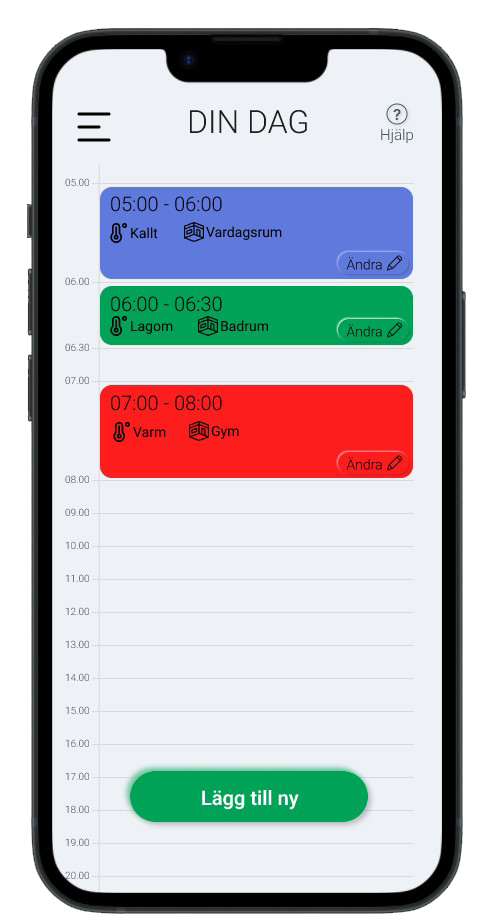 DIN DAG
?
Hjälp
05.00
05:00 - 06:00
Kallt Vardagsrum
Ändra
06.00
06:00 - 06:30
Lagom Badrum
Ändra
06.30
07.00
07:00 - 08:00
Varm Gym
Ändra
08.00
09.00
10.00
11.00
12.00
13.00
14.00
15.00
16.00
17.00
Lägg till ny
18.00
19.00
20.00